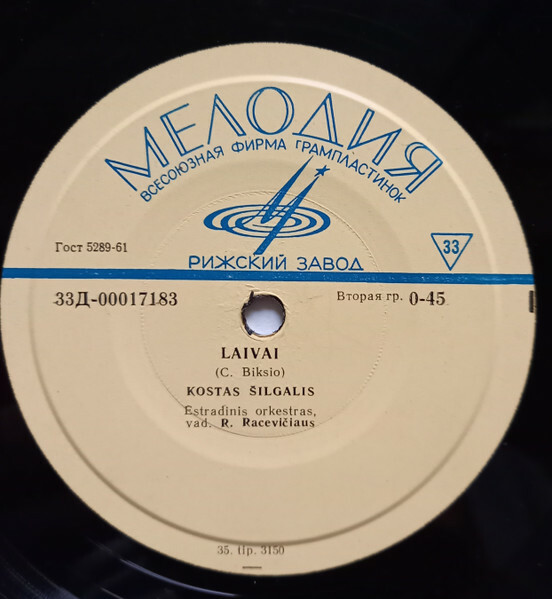 МЕЛОДИЯ
ВСЕСОЮЗНАЯ ФИРМА ГРАМПЛАСТИНОК
Гост 5289-61
33
РИЖСКИЙ ЗАВОД
33Д-00017183
Вторая гр. 0-45
LAIVAI
(C. Biksio)
KOSTAS ŠILGALIS
Estradinis orkestras,
vad. R. Racevičiaus
35. tip. 3150